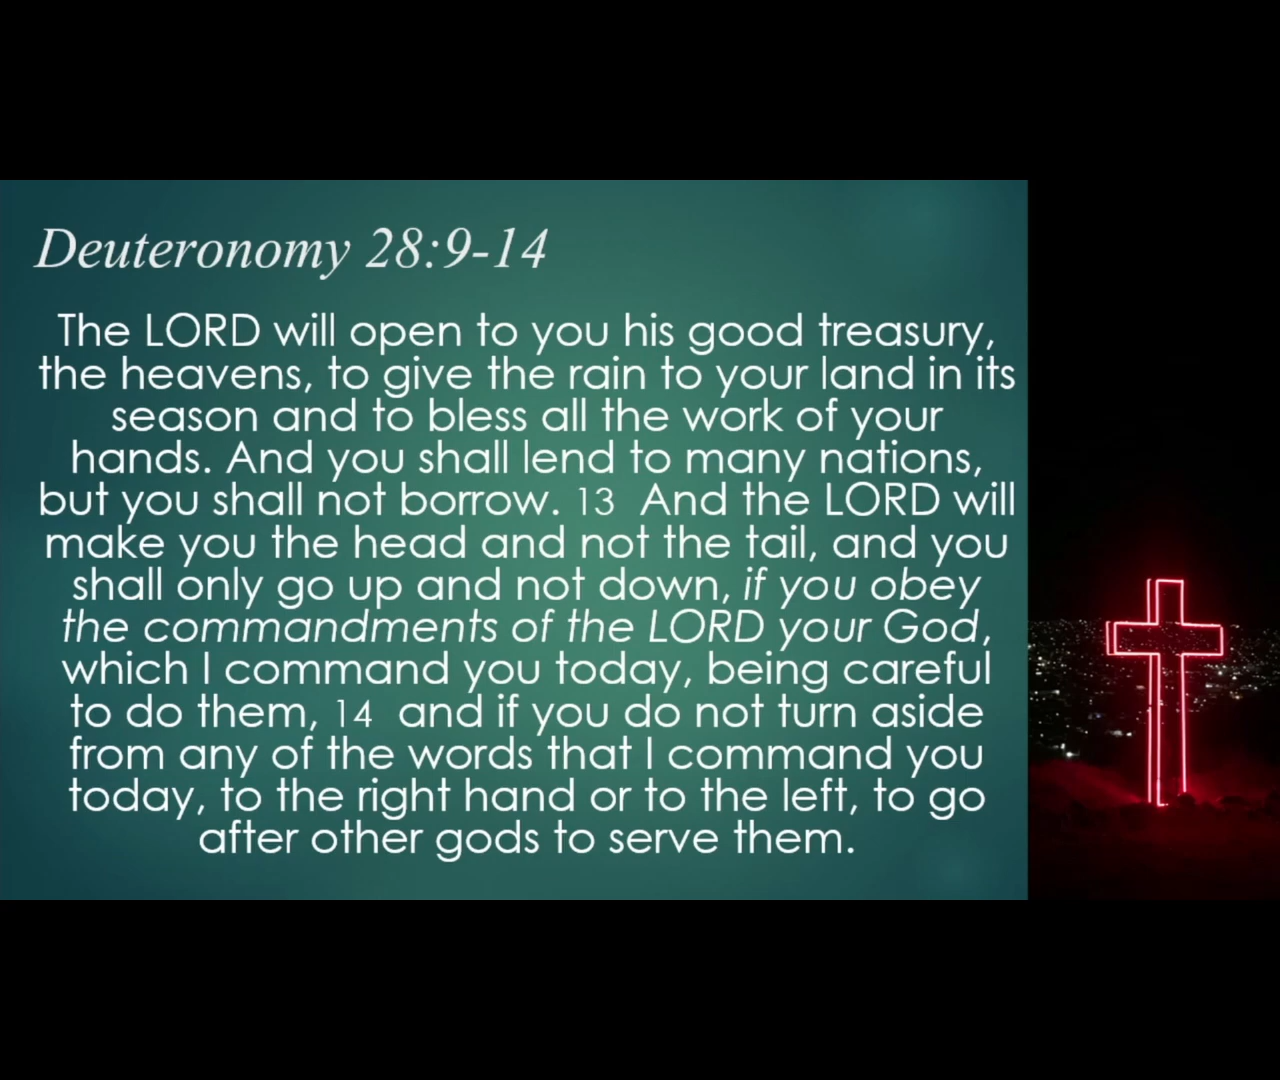 Deuteronomy 28:9-14
The LORD will open to you his good treasury,
the heavens, to give the rain to your land in its
season and to bless all the work of your
hands. And you shall lend to many nations,
but you shall not borrow. 13 And the LORD will
make you the head and not the tail, and you
shall only go up and not down, if you obey
the commandments of the LORD your God,
which I command you today, being careful
to do them, 14 and if you do not turn aside
from any of the words that I command you
today, to the right hand or to the left, to go
after other gods to serve them.